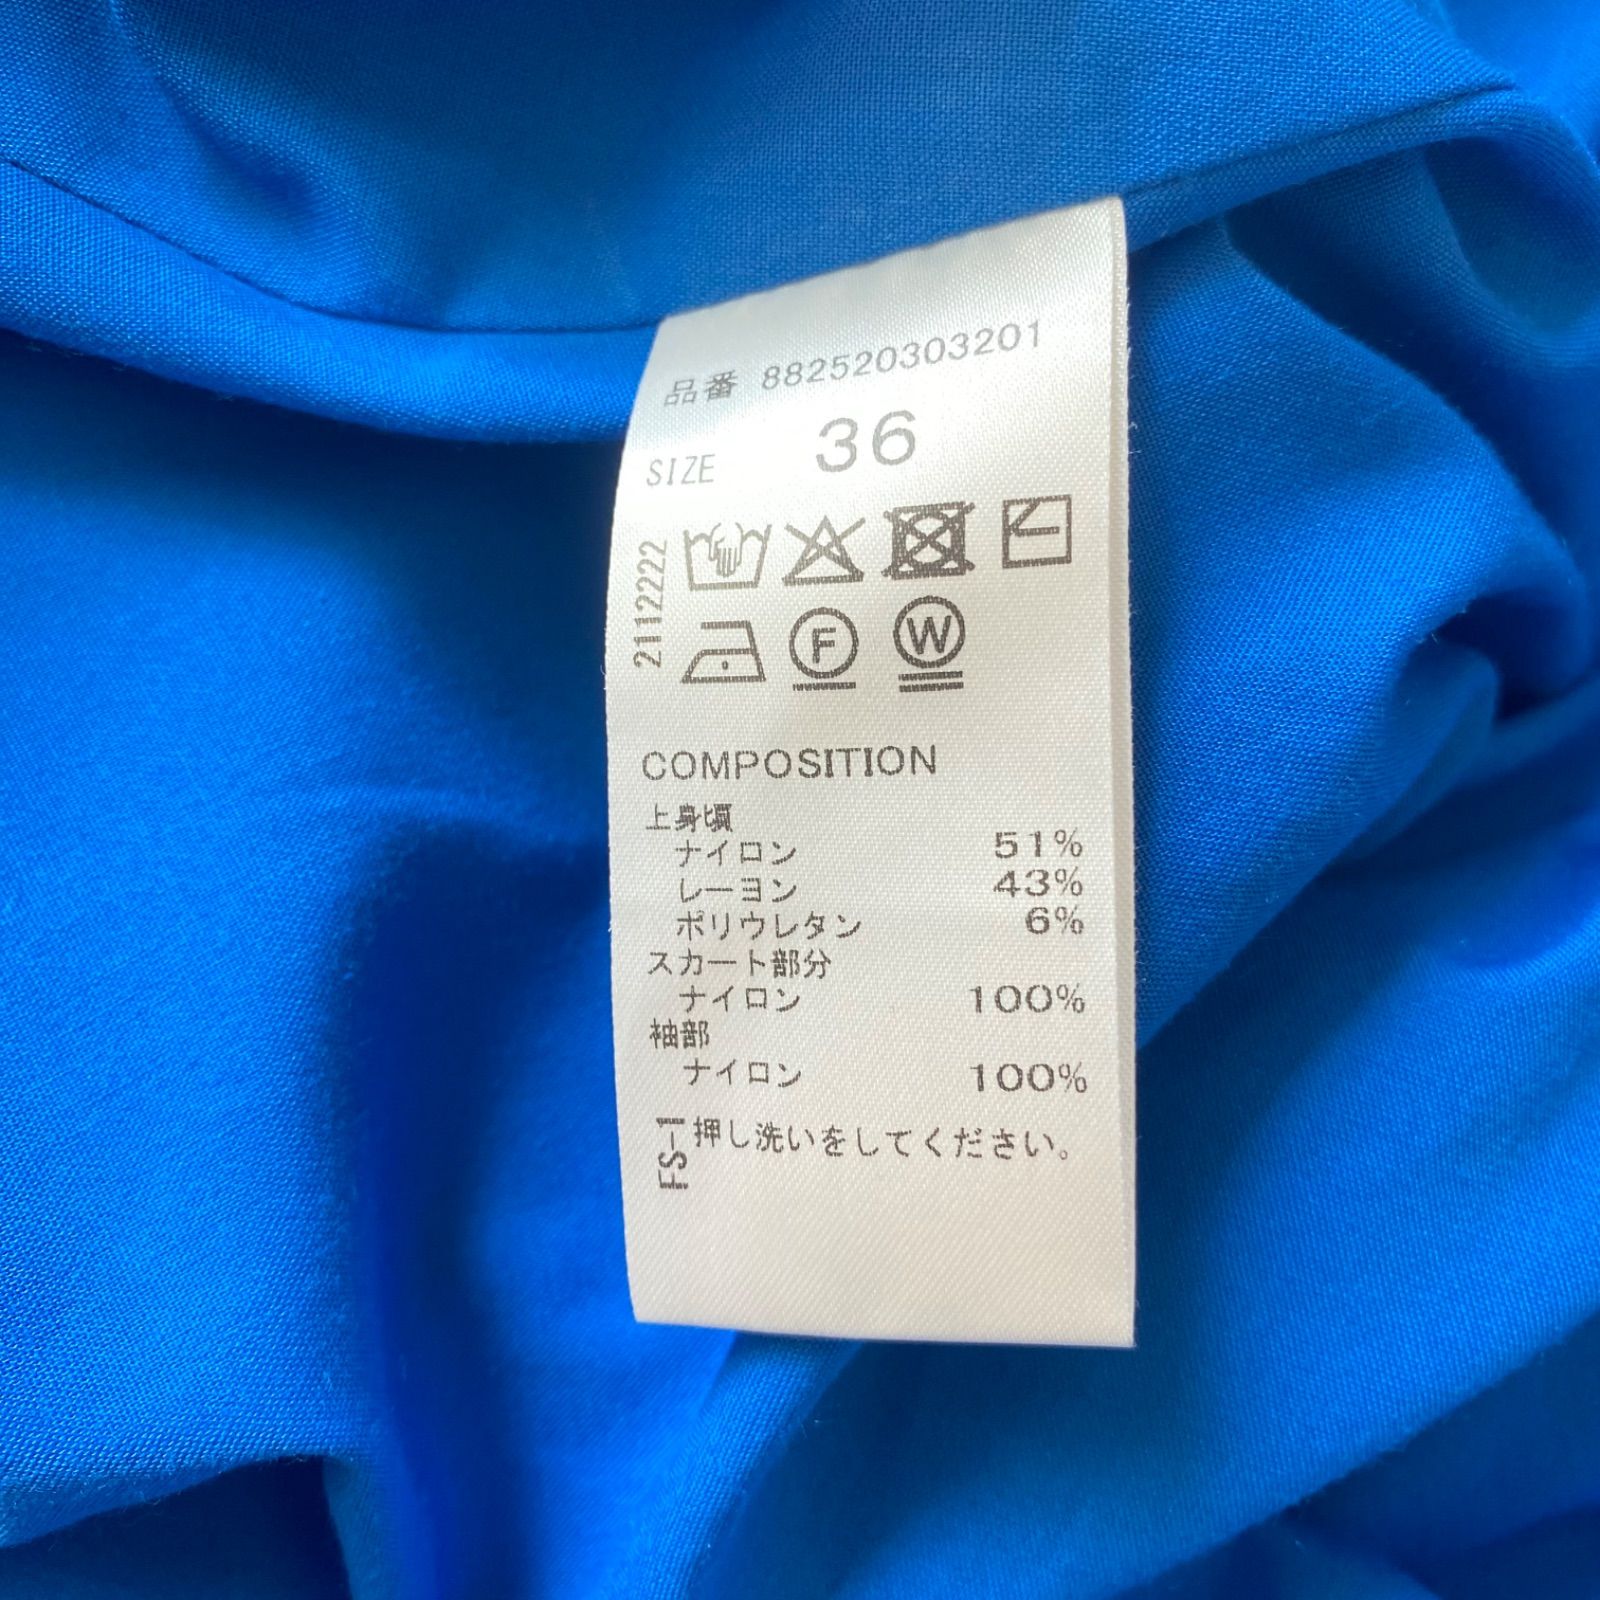 品番 882520303201
SIZE 36
2112222
F
W
COMPOSITION
上身頃
ナイロン 51%
レーヨン 43%
ポリウレタン 6%
スカート部分
ナイロン 100%
袖部
ナイロン 100%
FS-1
押し洗いをしてください。